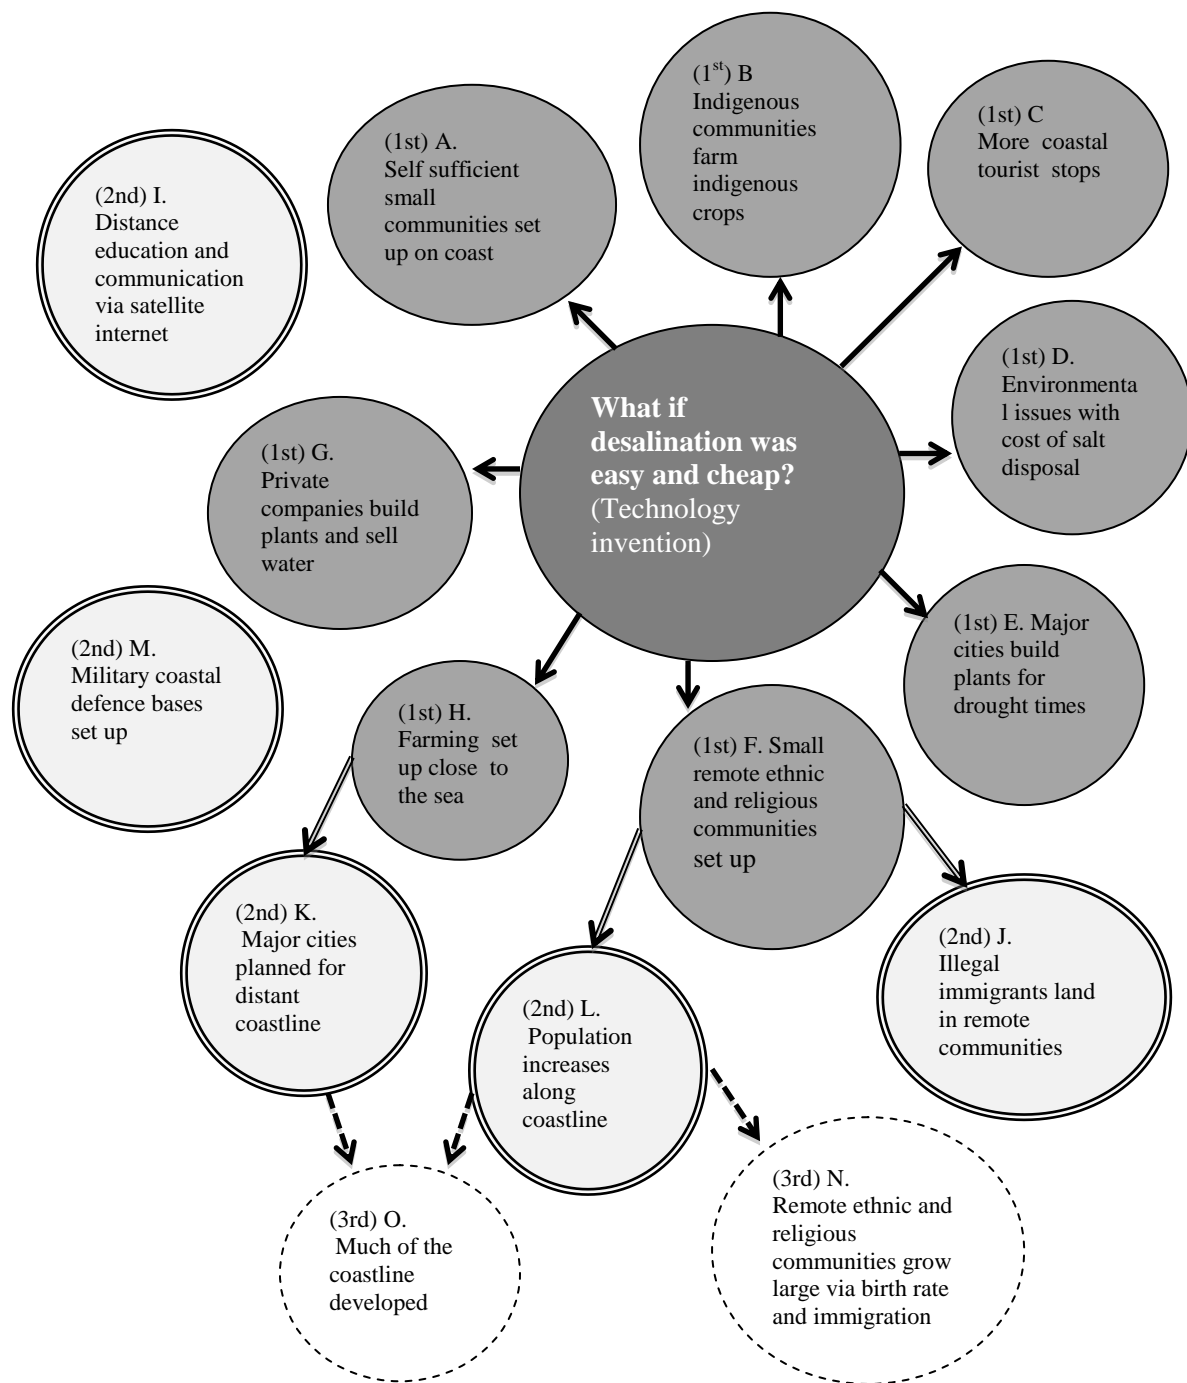 (1st) B
Indigenous
communities
farm
indigenous
crops
(1st) C
More coastal
tourist stops
(1st) A.
Self sufficient
small
communities set
up on coast
(2nd) I.
Distance
education and
communication
via satellite
internet
(1st) D.
Environmenta
l issues with
cost of salt
disposal
What if
desalination was
easy and cheap?
(Technology
invention)
(1st) G.
Private
companies build
plants and sell
water
(1st) E. Major
cities build
plants for
drought times
(2nd) M.
Military coastal
defence bases
set up
(1st) H.
Farming set
up close to
the sea
(1st) F. Small
remote ethnic
and religious
communities
set up
(2nd) K.
Major cities
planned for
distant
coastline
(2nd) L.
Population
increases
along
coastline
(2nd) J.
Illegal
immigrants land
in remote
communities
(3rd) O.
Much of the
coastline
developed
(3rd) N.
Remote ethnic and
religious
communities grow
large via birth rate
and immigration